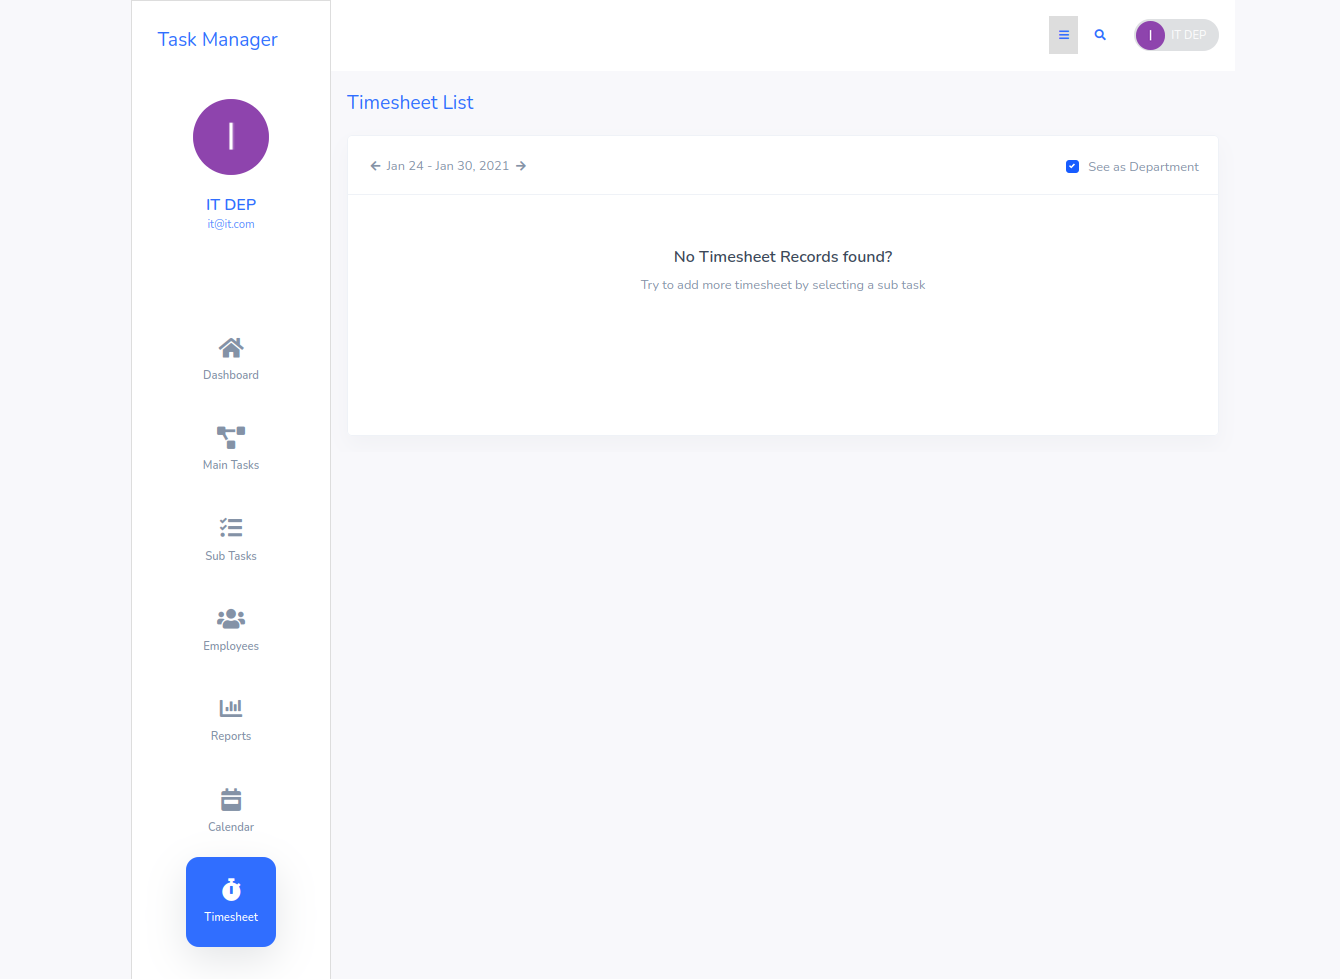 Task Manager
I
IT DEP
it@it.com
Dashboard
Main Tasks
Sub Tasks
Employees
Reports
Calendar
Timesheet
I IT DEP
Timesheet List
Jan 24 - Jan 30, 2021
See as Department
No Timesheet Records found?
Try to add more timesheet by selecting a sub task